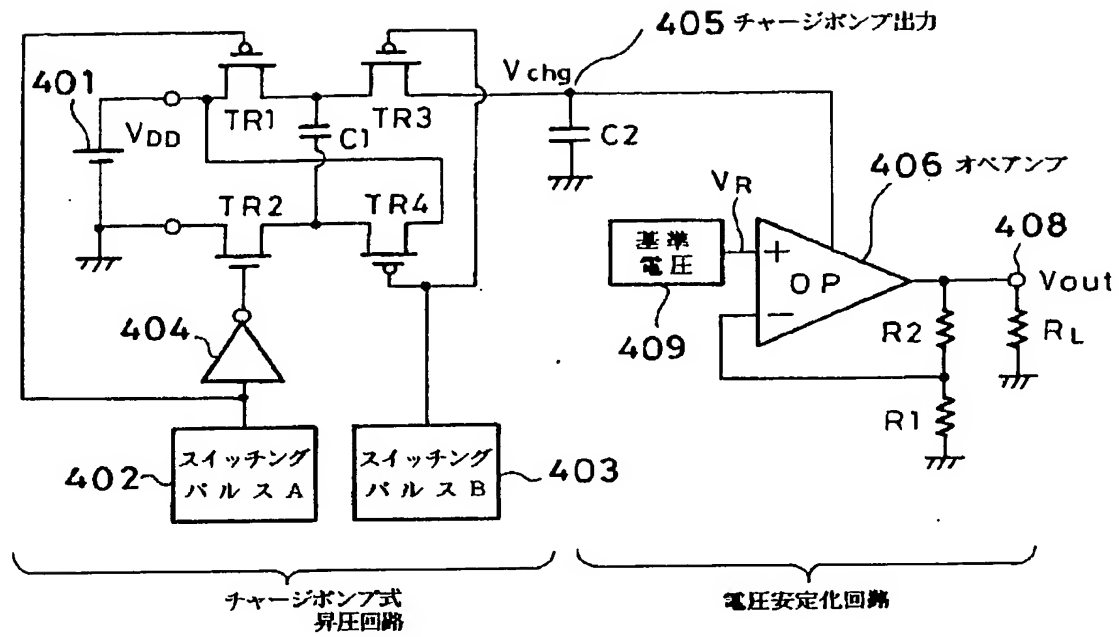 405 チャージポンプ出力
Vchg
401
VDD
TR1
TR3
C1
C2
TR2
TR4
406 オペアンプ
VR
408
基準
電圧
+
OP
−
Vout
409
R2
RL
R1
404
402
スイッチング
パルスA
スイッチング
パルスB
403
チャージポンプ式
昇圧回路
電圧安定化回路